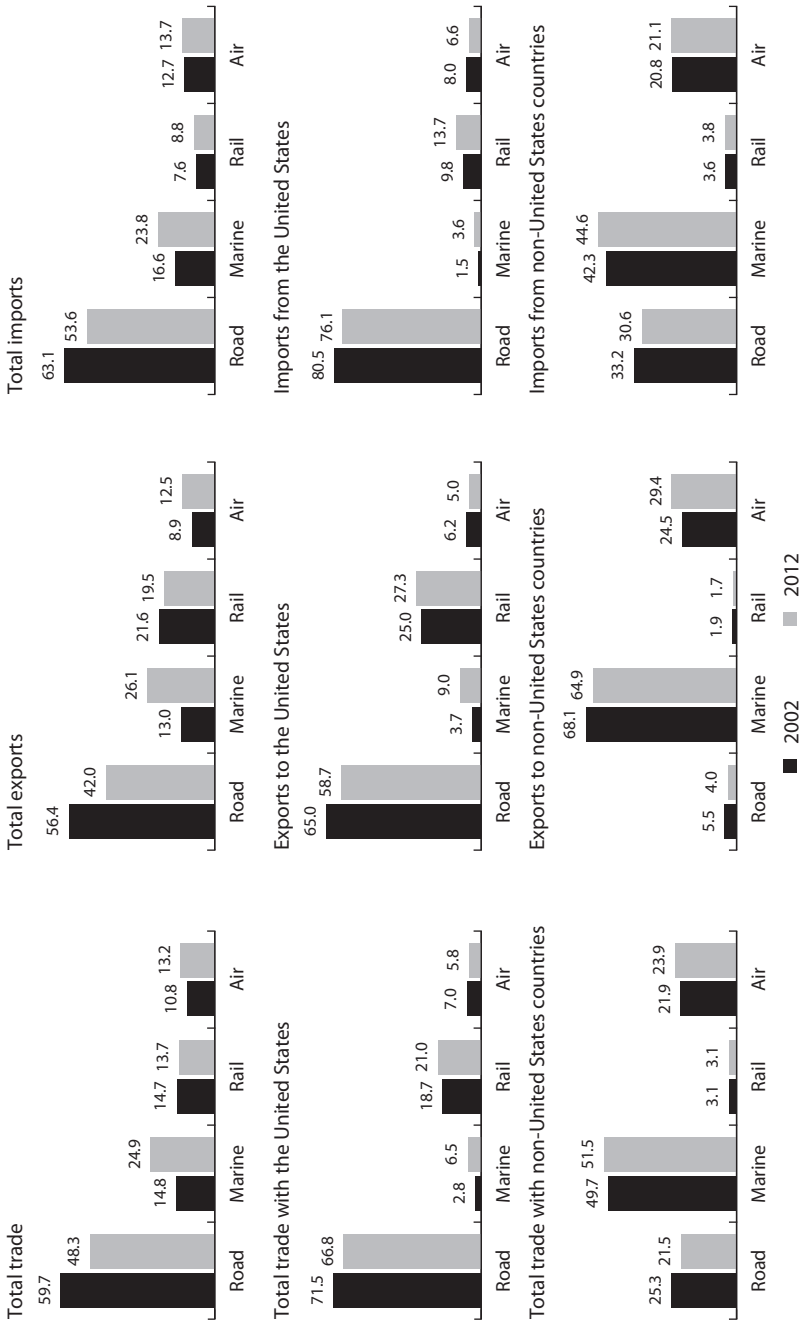 Total trade
59.7 48.3 14.8 24.9 14.7 13.7 10.8 13.2
Road Marine Rail Air
Total exports
56.4 42.0 13.0 26.1 21.6 19.5 8.9 12.5
Road Marine Rail Air
Total imports
63.1 53.6 16.6 23.8 7.6 8.8 12.7 13.7
Road Marine Rail Air
Total trade with the United States
71.5 66.8 2.8 6.5 18.7 21.0 7.0 5.8
Road Marine Rail Air
Exports to the United States
65.0 58.7 3.7 9.0 25.0 27.3 6.2 5.0
Road Marine Rail Air
Imports from the United States
80.5 76.1 1.5 3.6 9.8 13.7 8.0 6.6
Road Marine Rail Air
Total trade with non-United States countries
25.3 21.5 49.7 51.5 3.1 3.1 21.9 23.9
Road Marine Rail Air
Exports to non-United States countries
5.5 4.0 68.1 64.9 1.9 1.7 24.5 29.4
Road Marine Rail Air
Imports from non-United States countries
33.2 30.6 42.3 44.6 3.6 3.8 20.8 21.1
Road Marine Rail Air
2002 2012